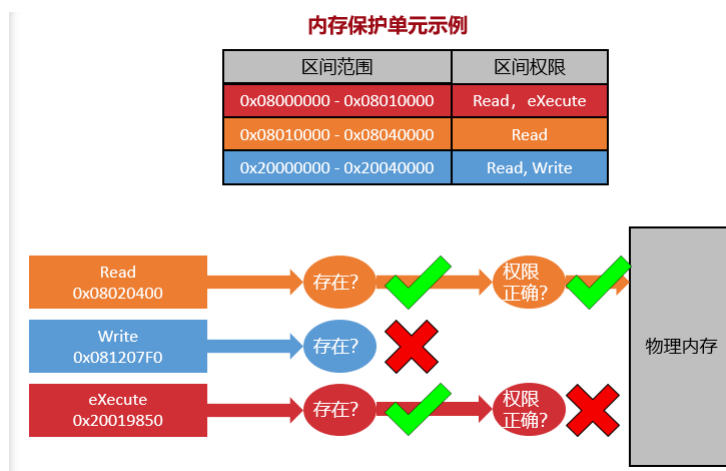 内存保护单元示例
区间范围 区间权限
0x08000000 - 0x08010000 Read，eXecute
0x08010000 - 0x08040000 Read
0x20000000 - 0x20040000 Read, Write
Read
0x08020400
存在?
权限
正确?
Write
0x081207F0
存在?
eXecute
0x20019850
存在?
权限
正确?
物理内存